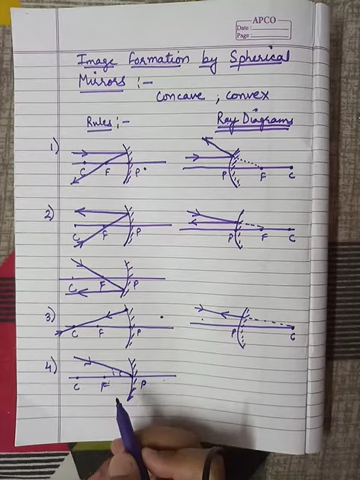 APCO
Date :
Page :
Image formation by Spherical
Mirrors :-
Concave , convex
Rules :- Ray Diagrams
1)
C F P F C
P
2)
C F P P C
C F P
3)
C F P P C
4)
C F P